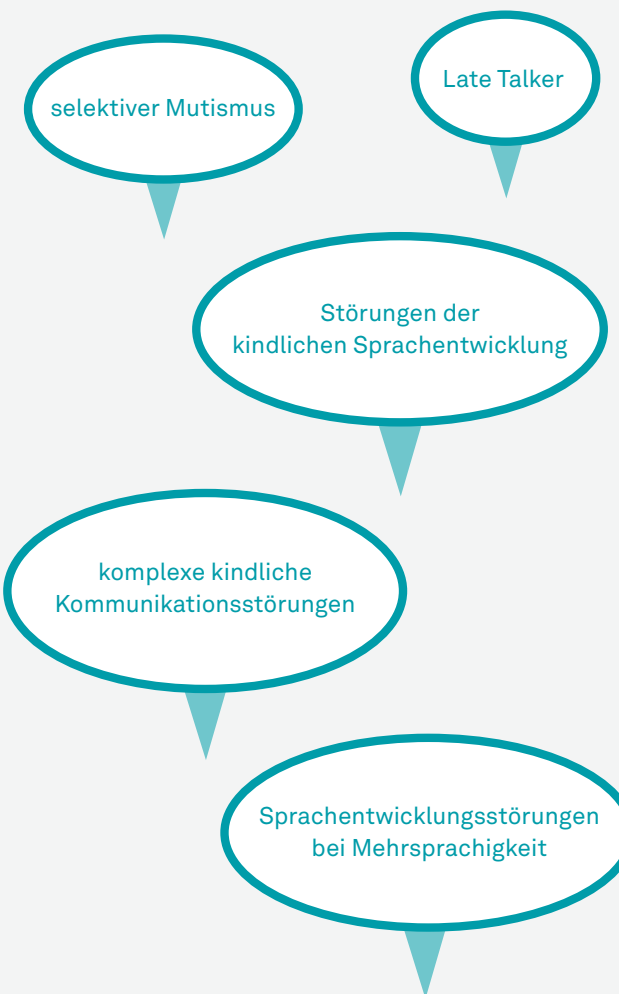 selektiver Mutismus
Late Talker
Störungen der
kindlichen Sprachentwicklung
komplexe kindliche
Kommunikationsstörungen
Sprachentwicklungsstörungen
bei Mehrsprachigkeit